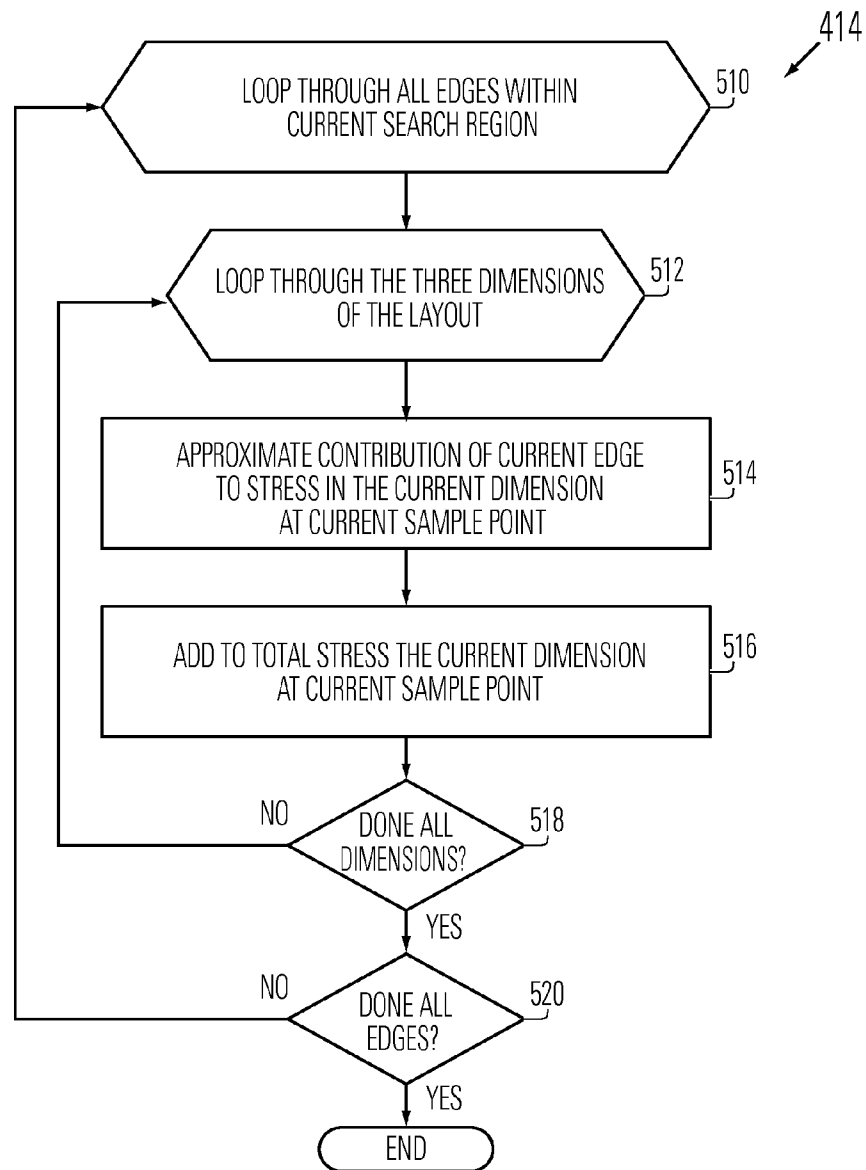 414
LOOP THROUGH ALL EDGES WITHIN
CURRENT SEARCH REGION
510
LOOP THROUGH THE THREE DIMENSIONS
OF THE LAYOUT
512
APPROXIMATE CONTRIBUTION OF CURRENT EDGE
TO STRESS IN THE CURRENT DIMENSION
AT CURRENT SAMPLE POINT
514
ADD TO TOTAL STRESS THE CURRENT DIMENSION
AT CURRENT SAMPLE POINT
516
NO
DONE ALL
DIMENSIONS?
518
YES
NO
DONE ALL
EDGES?
520
YES
END